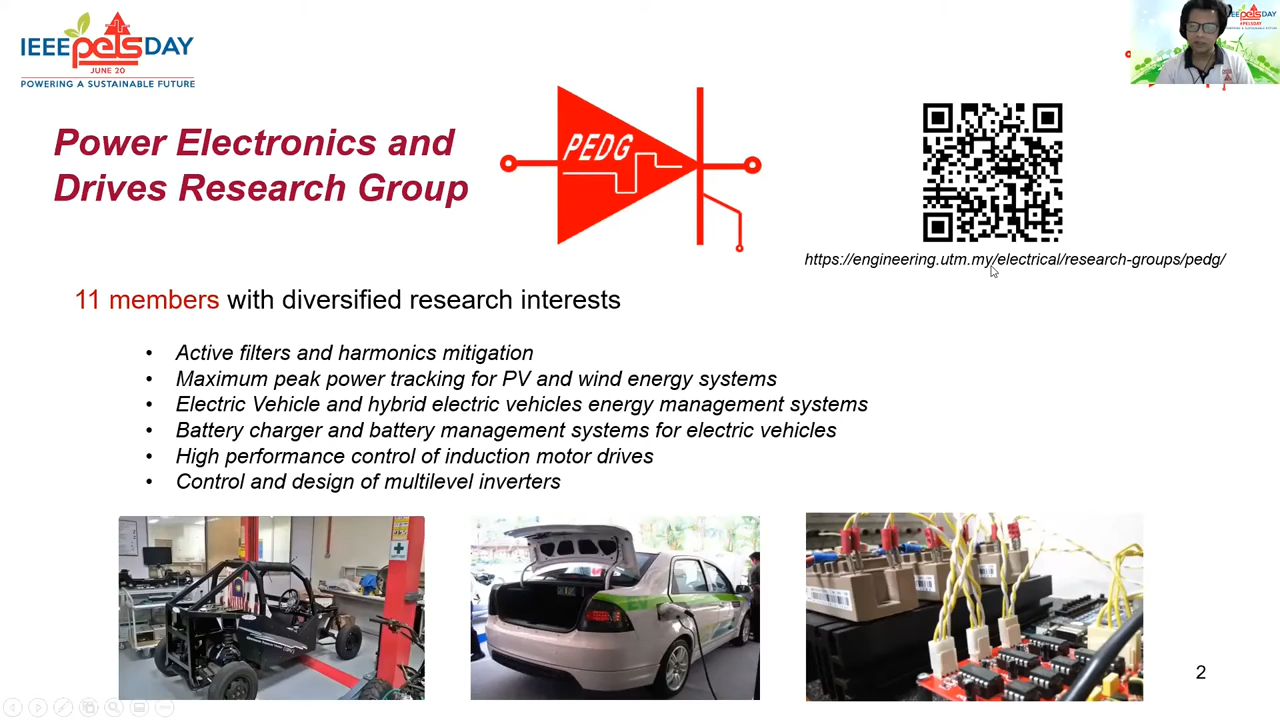 IEEE pels DAY
JUNE 20
POWERING A SUSTAINABLE FUTURE
Power Electronics and
Drives Research Group
PEDG
https://engineering.utm.my/electrical/research-groups/pedg/
11 members with diversified research interests
• Active filters and harmonics mitigation
• Maximum peak power tracking for PV and wind energy systems
• Electric Vehicle and hybrid electric vehicles energy management systems
• Battery charger and battery management systems for electric vehicles
• High performance control of induction motor drives
• Control and design of multilevel inverters
2